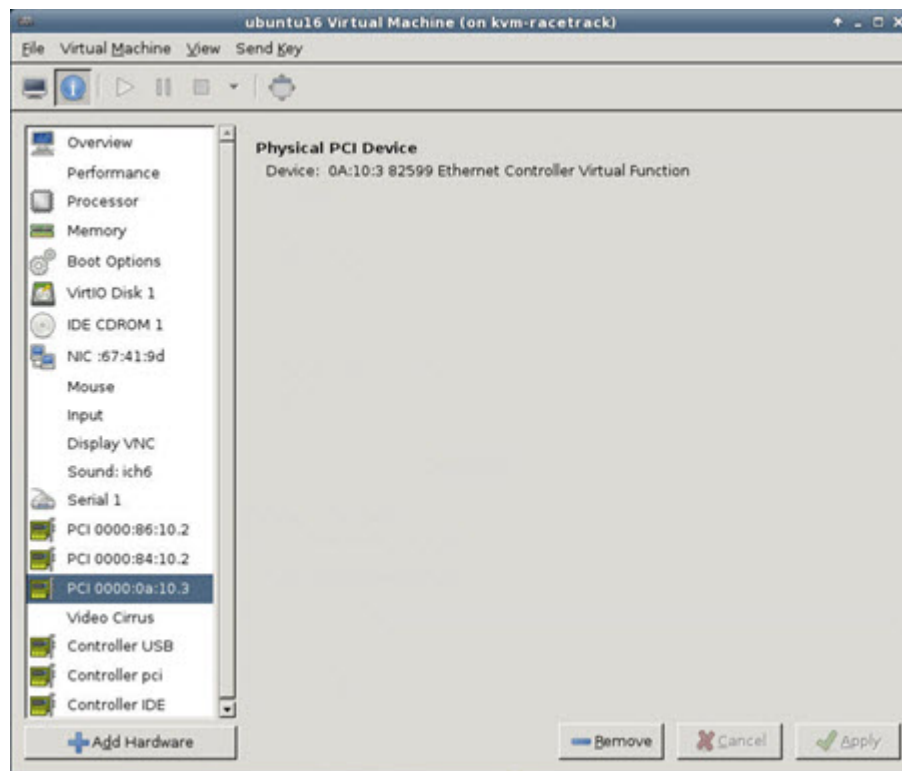 ubuntu16 Virtual Machine (on kvm-racetrack)
File Virtual Machine View Send Key
Overview
Performance
Processor
Memory
Boot Options
VirtIO Disk 1
IDE CDROM 1
NIC :67:41:9d
Mouse
Input
Display VNC
Sound: ich6
Serial 1
PCI 0000:86:10.2
PCI 0000:84:10.2
PCI 0000:0a:10.3
Video Cirrus
Controller USB
Controller pci
Controller IDE
Add Hardware
Physical PCI Device
Device: 0A:10:3 82599 Ethernet Controller Virtual Function
Remove Cancel Apply